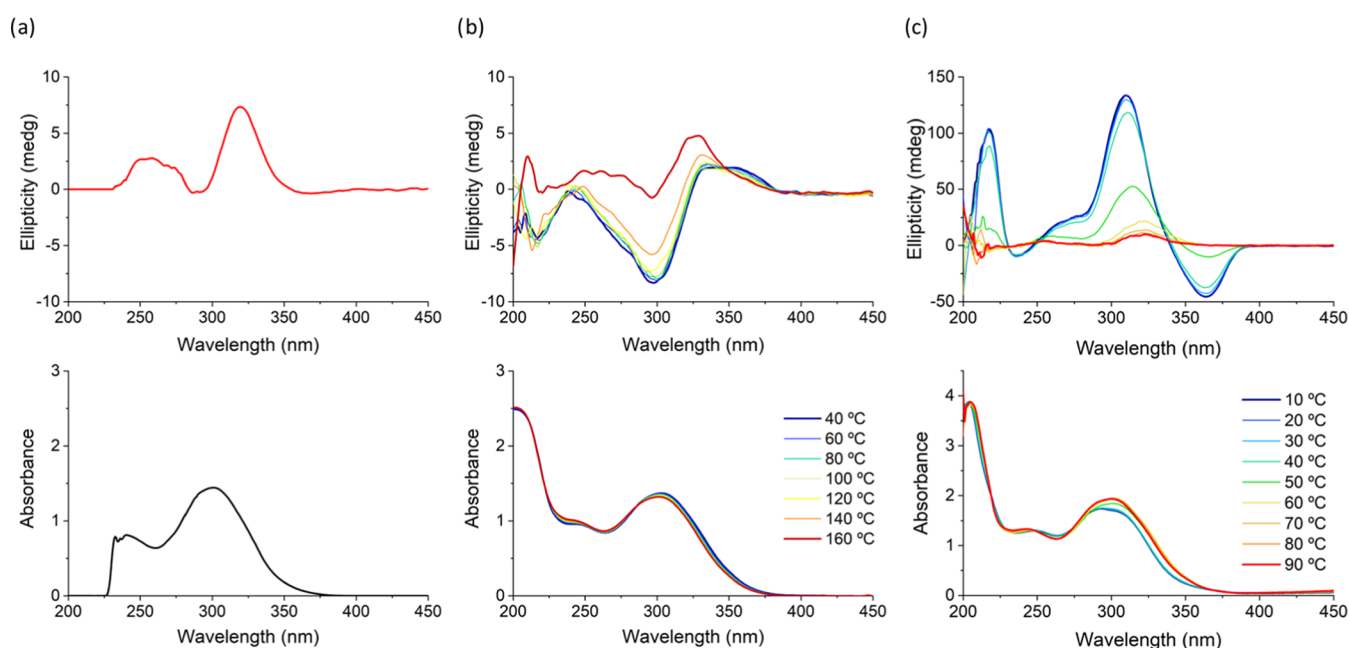 (a)
(b)
(c)
10
5
0
-5
-10
200 250 300 350 400 450
Ellipticity (medg)
Wavelength (nm)
10
5
0
-5
-10
200 250 300 350 400 450
Ellipticity (medg)
Wavelength (nm)
150
100
50
0
-50
200 250 300 350 400 450
Ellipticity (mdeg)
Wavelength (nm)
3
2
1
0
200 250 300 350 400 450
Absorbance
Wavelength (nm)
3
2
1
0
200 250 300 350 400 450
Absorbance
Wavelength (nm)
40 ºC
60 ºC
80 ºC
100 ºC
120 ºC
140 ºC
160 ºC
4
3
2
1
0
200 250 300 350 400 450
Absorbance
Wavelength (nm)
10 ºC
20 ºC
30 ºC
40 ºC
50 ºC
60 ºC
70 ºC
80 ºC
90 ºC